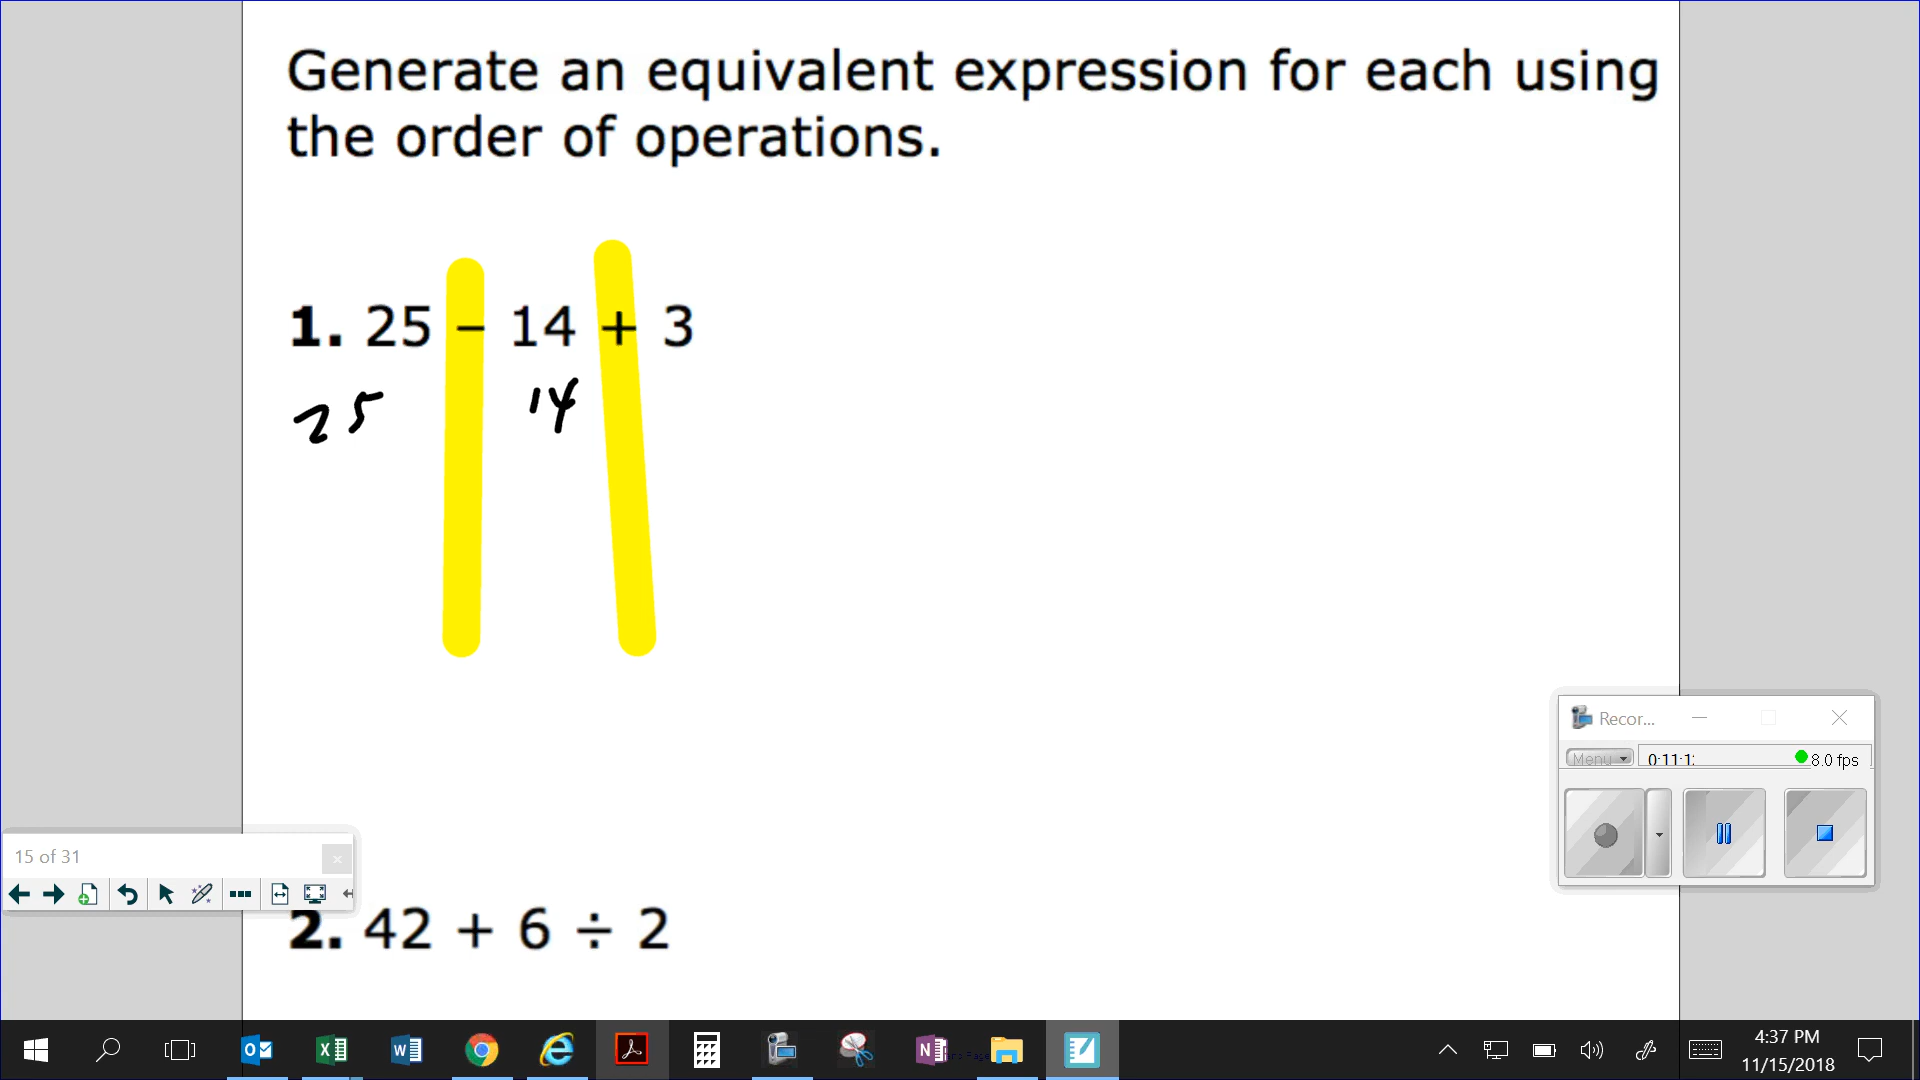 Generate an equivalent expression for each using
the order of operations.
1. 25 – 14 + 3
25 14
Recor...
Menu 0:11:1 8.0 fps
15 of 31
2. 42 + 6 ÷ 2
4:37 PM
11/15/2018